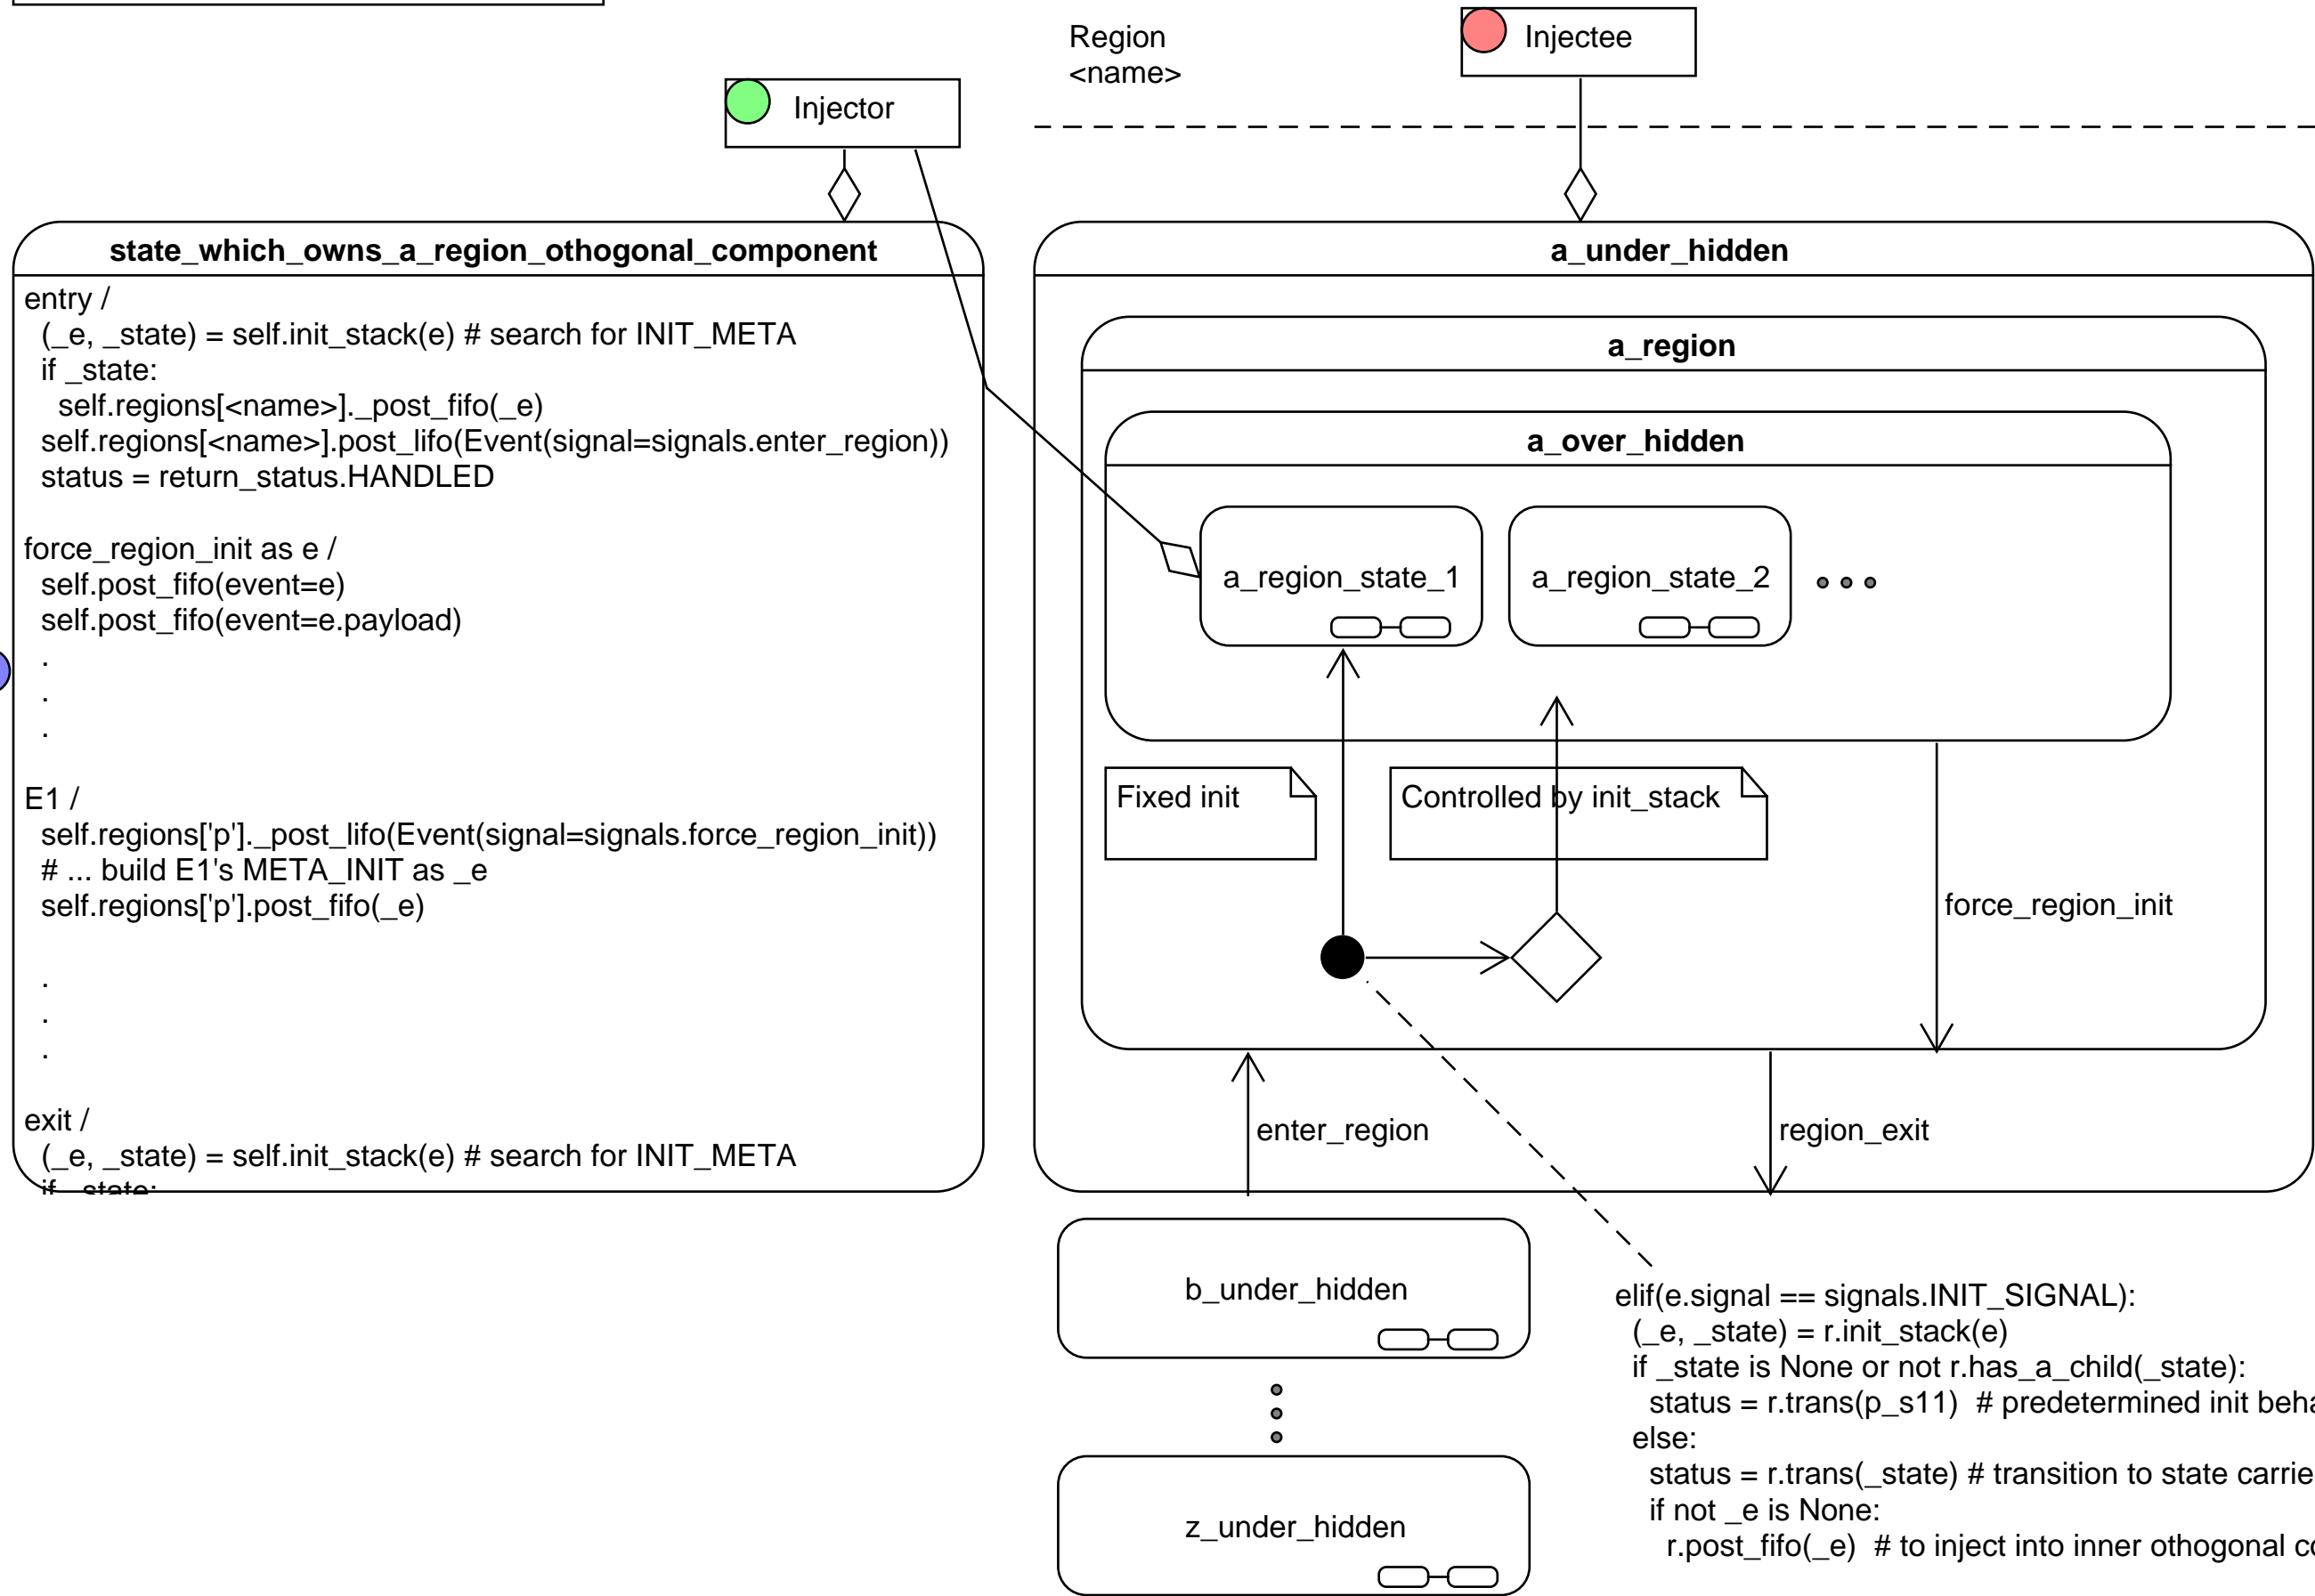 Region
<name>
Injectee
Injector
state_which_owns_a_region_othogonal_component
entry /
(_e, _state) = self.init_stack(e) # search for INIT_META
if _state:
self.regions[<name>]._post_fifo(_e)
self.regions[<name>].post_lifo(Event(signal=signals.enter_region))
status = return_status.HANDLED
force_region_init as e /
self.post_fifo(event=e)
self.post_fifo(event=e.payload)
.
.
.
E1 /
self.regions['p']._post_lifo(Event(signal=signals.force_region_init))
# ... build E1's META_INIT as _e
self.regions['p'].post_fifo(_e)
.
.
.
exit /
(_e, _state) = self.init_stack(e) # search for INIT_META
if _state:
a_under_hidden
a_region
a_over_hidden
a_region_state_1
a_region_state_2
Fixed init
Controlled by init_stack
force_region_init
enter_region
region_exit
b_under_hidden
z_under_hidden
elif(e.signal == signals.INIT_SIGNAL):
(_e, _state) = r.init_stack(e)
if _state is None or not r.has_a_child(_state):
status = r.trans(p_s11)  # predetermined init
else:
status = r.trans(_state) # transition to state
if not _e is None:
r.post_fifo(_e)  # to inject into inner othogonal